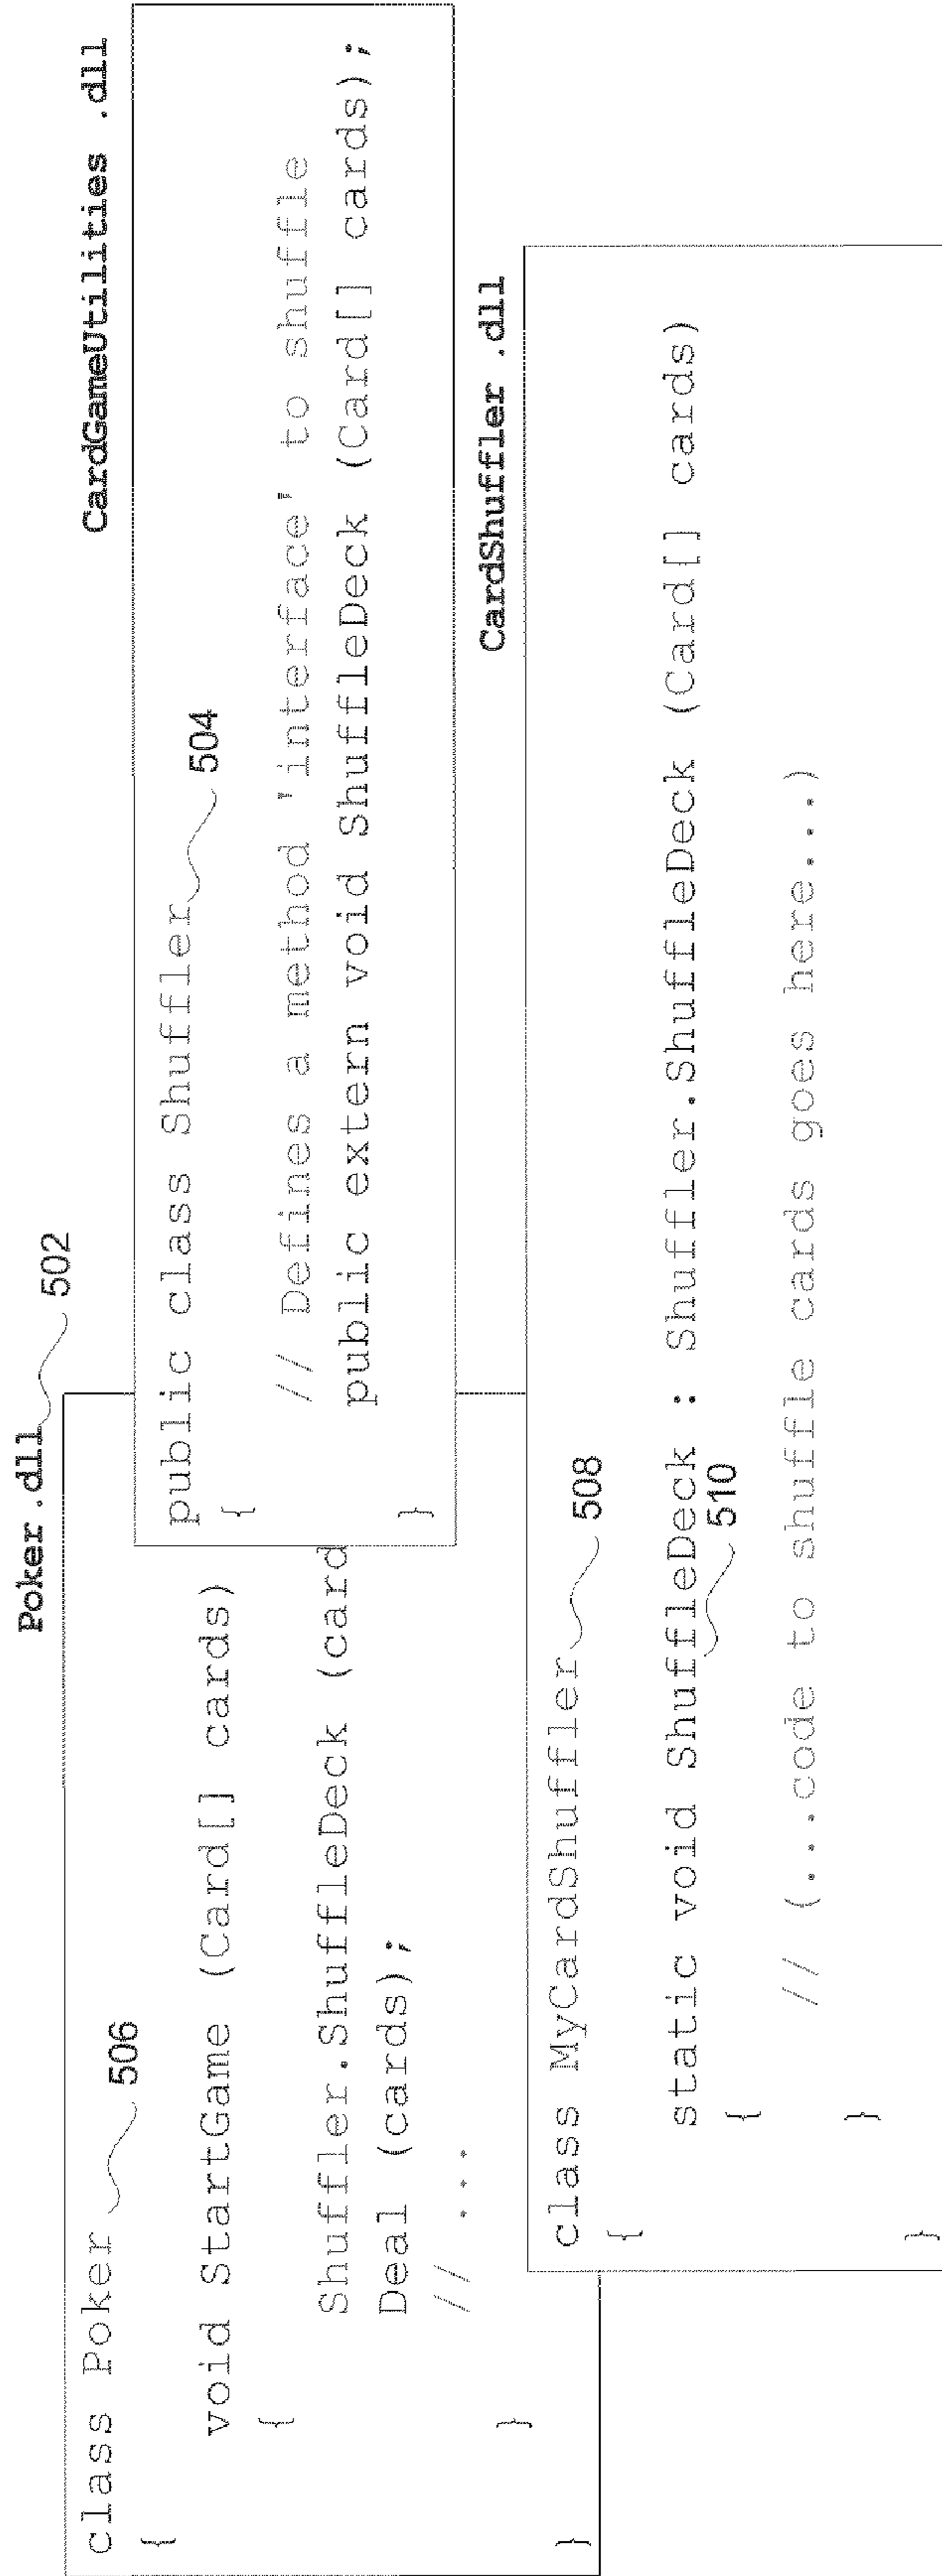 Poker.dll 502
class Poker 506
{
void StartGame (Card[] cards)
{
Shuffler.ShuffleDeck (card
Deal (cards);
// ...
}
}
CardGameUtilities .dll
public class Shuffler 504
{
// Defines a method 'interface' to shuffle
public extern void ShuffleDeck (Card[] cards);
}
CardShuffler .dll
class MyCardShuffler 508
{
static void ShuffleDeck : Shuffler.ShuffleDeck (Card[] cards)
510
{
// (...code to shuffle cards goes here...)
}
}